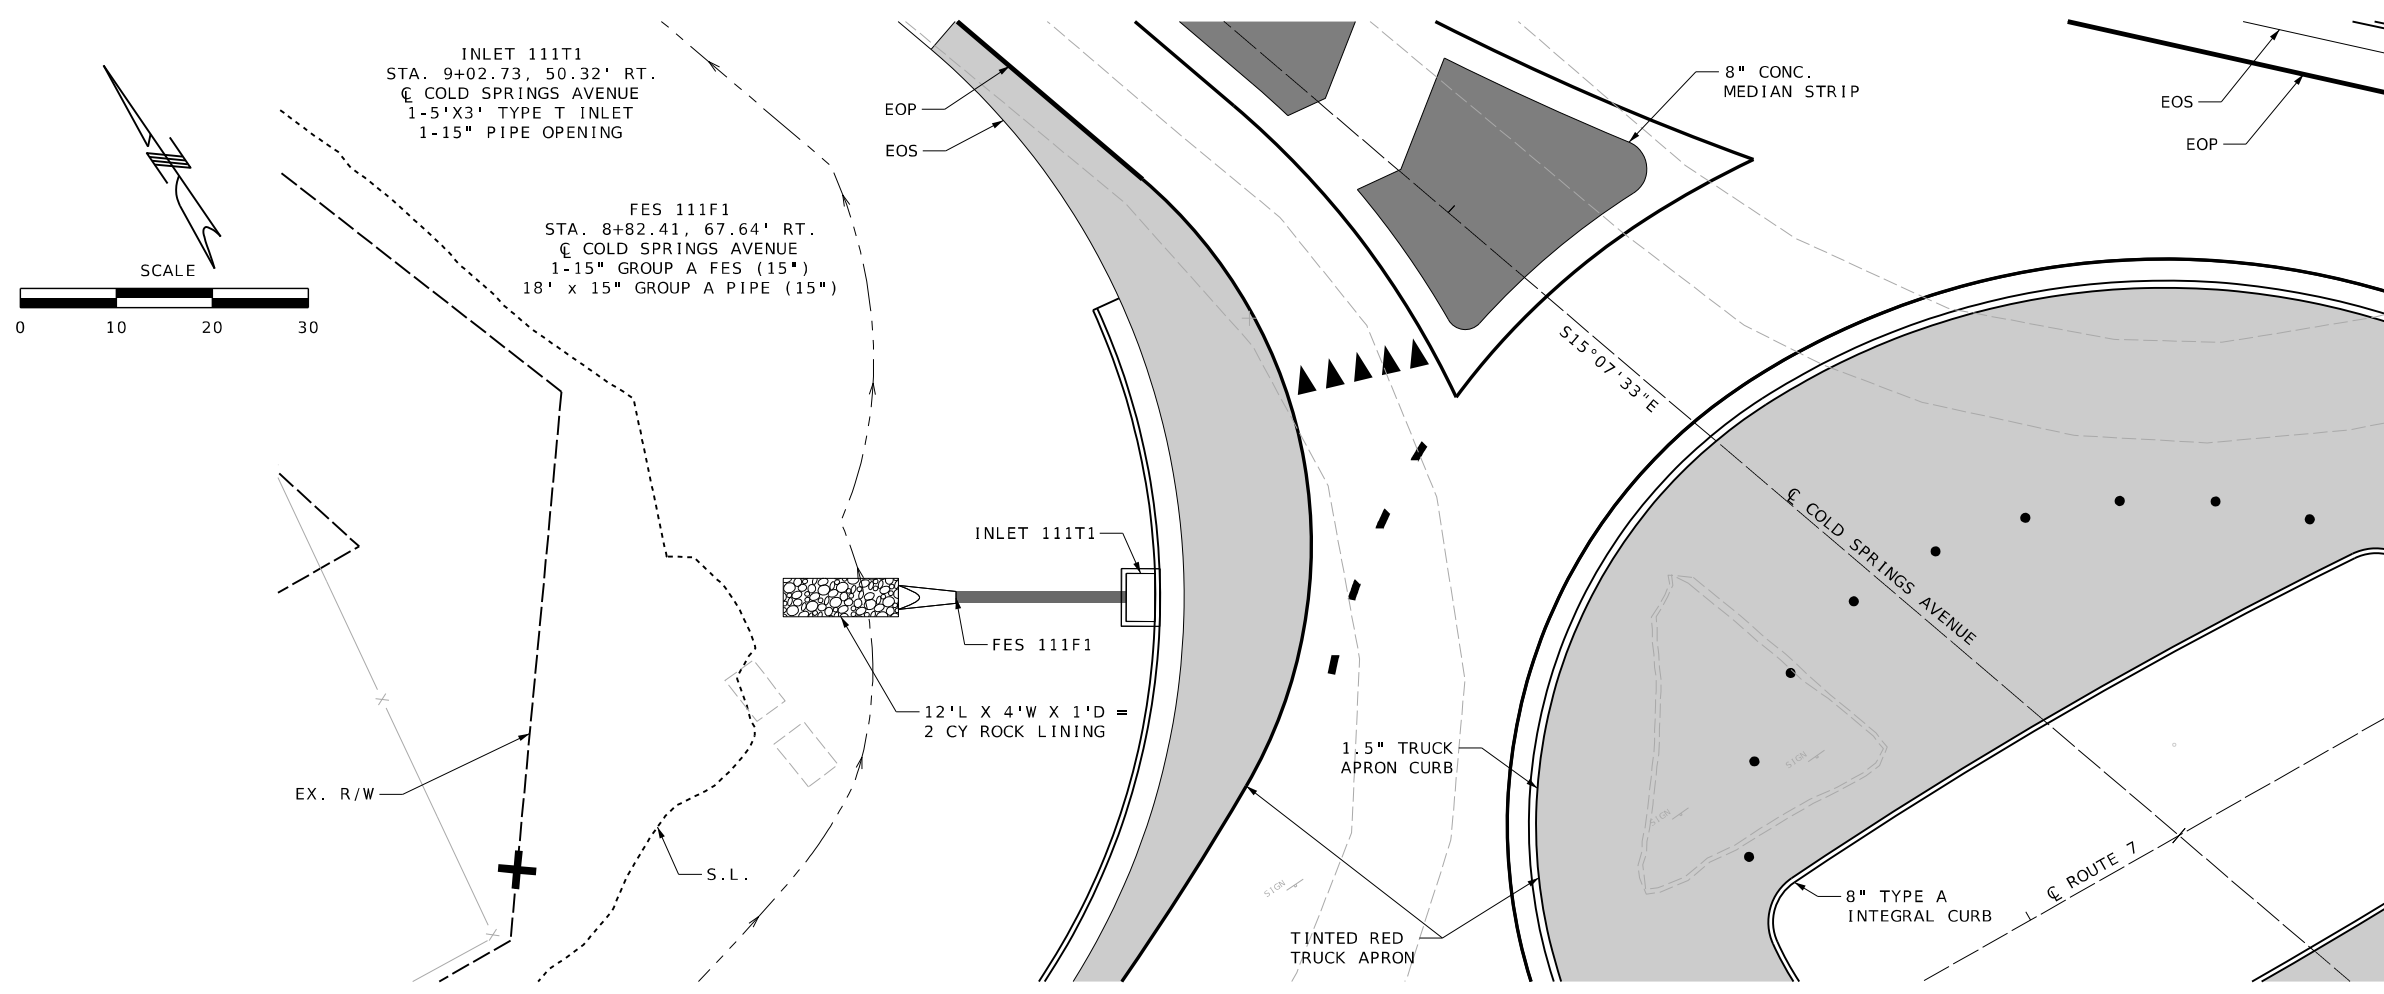 INLET 111T1
STA. 9+02.73, 50.32' RT.
℄ COLD SPRINGS AVENUE
1-5'X3' TYPE T INLET
1-15" PIPE OPENING
FES 111F1
STA. 8+82.41, 67.64' RT.
℄ COLD SPRINGS AVENUE
1-15" GROUP A FES (15")
18' x 15" GROUP A PIPE (15")
SCALE
0 10 20 30
EOP
EOS
8" CONC.
MEDIAN STRIP
EOS
EOP
S15°07'33"E
℄ COLD SPRINGS AVENUE
INLET 111T1
FES 111F1
12'L X 4'W X 1'D =
2 CY ROCK LINING
EX. R/W
S.L.
1.5" TRUCK
APRON CURB
SIGN
SIGN
SIGN
TINTED RED
TRUCK APRON
8" TYPE A
INTEGRAL CURB
℄ ROUTE 7